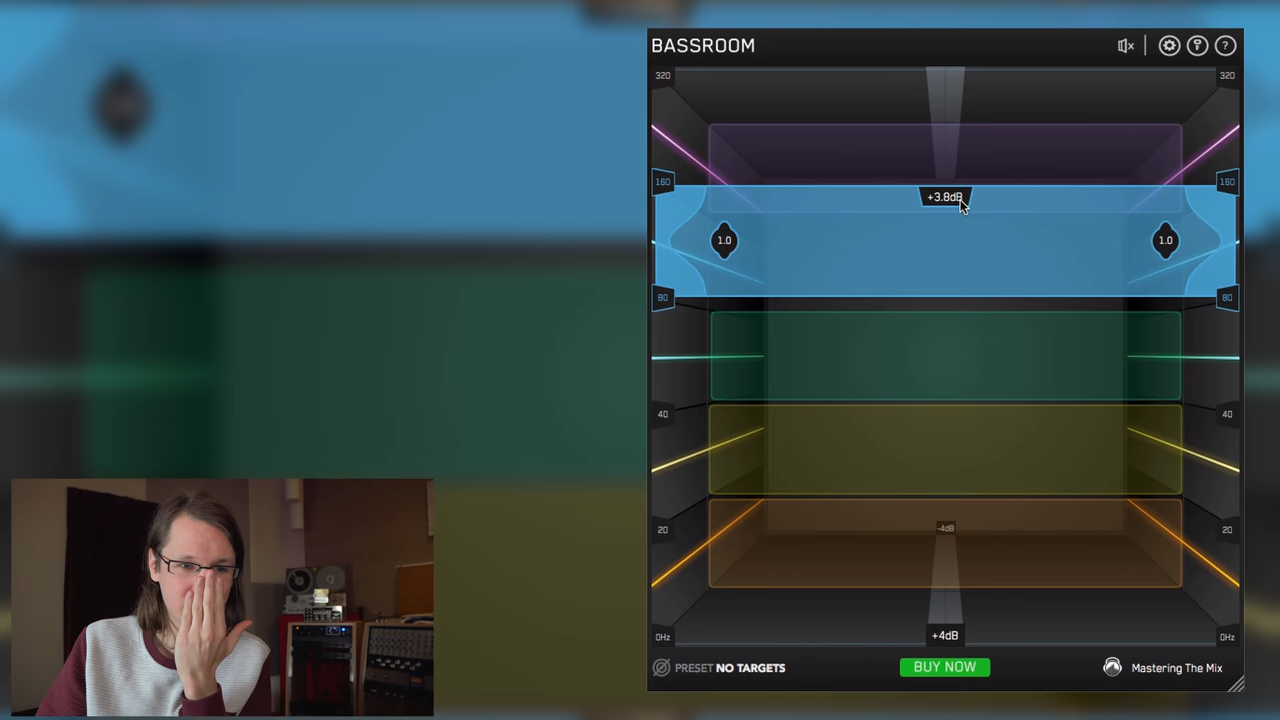 BASSROOM
?
320
320
160
160
+3.8dB
1.0
1.0
80
80
40
40
20
20
-4dB
0Hz
+4dB
0Hz
PRESET NO TARGETS
BUY NOW
Mastering The Mix